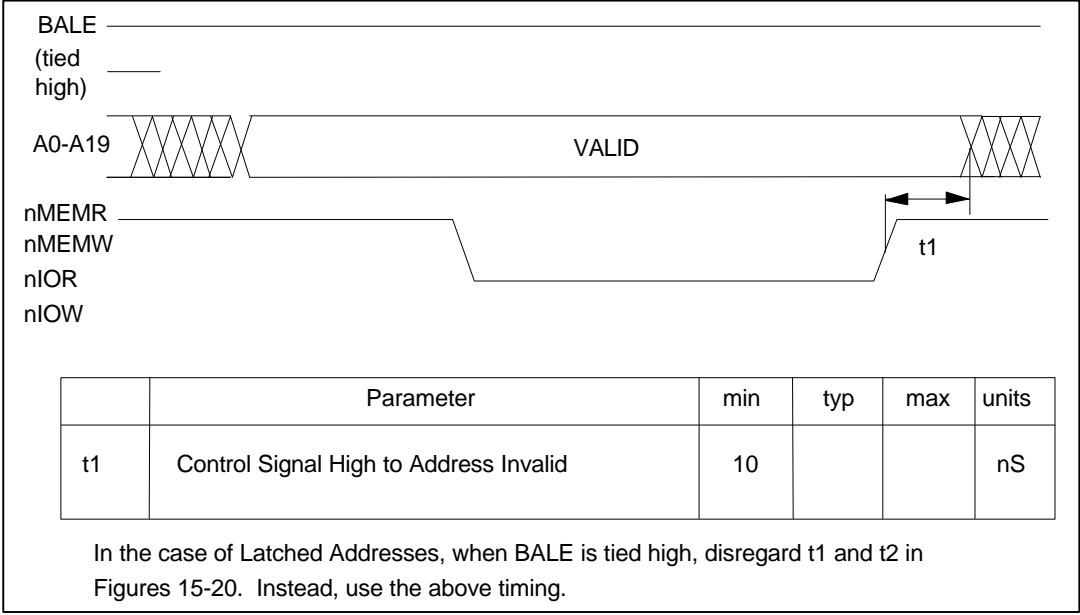 BALE
(tied
high)
A0-A19
VALID
nMEMR
nMEMW
nIOR
nIOW
t1
Parameter min typ max units
t1 Control Signal High to Address Invalid 10 nS
In the case of Latched Addresses, when BALE is tied high, disregard t1 and t2 in
Figures 15-20. Instead, use the above timing.